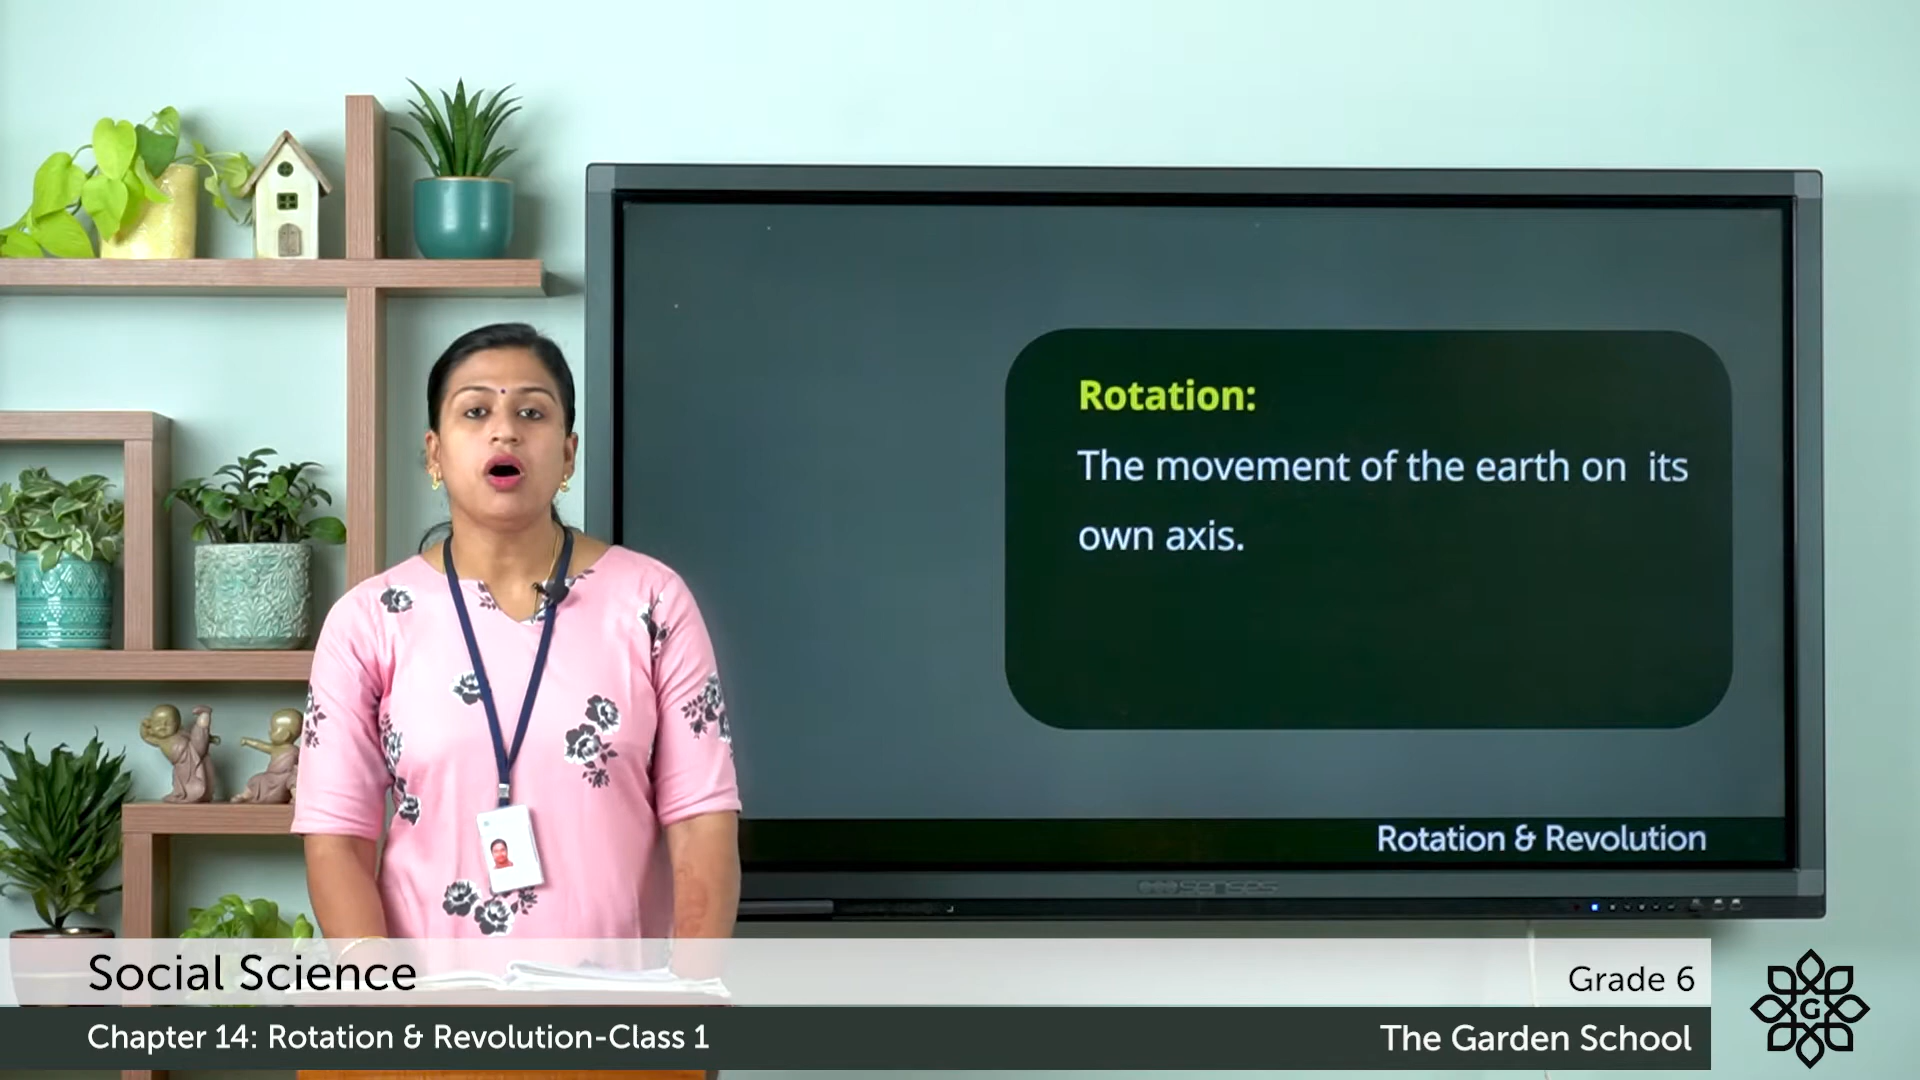 Rotation:
The movement of the earth on its
own axis.
Rotation & Revolution
senses
Social Science
Grade 6
Chapter 14: Rotation & Revolution-Class 1
The Garden School
G